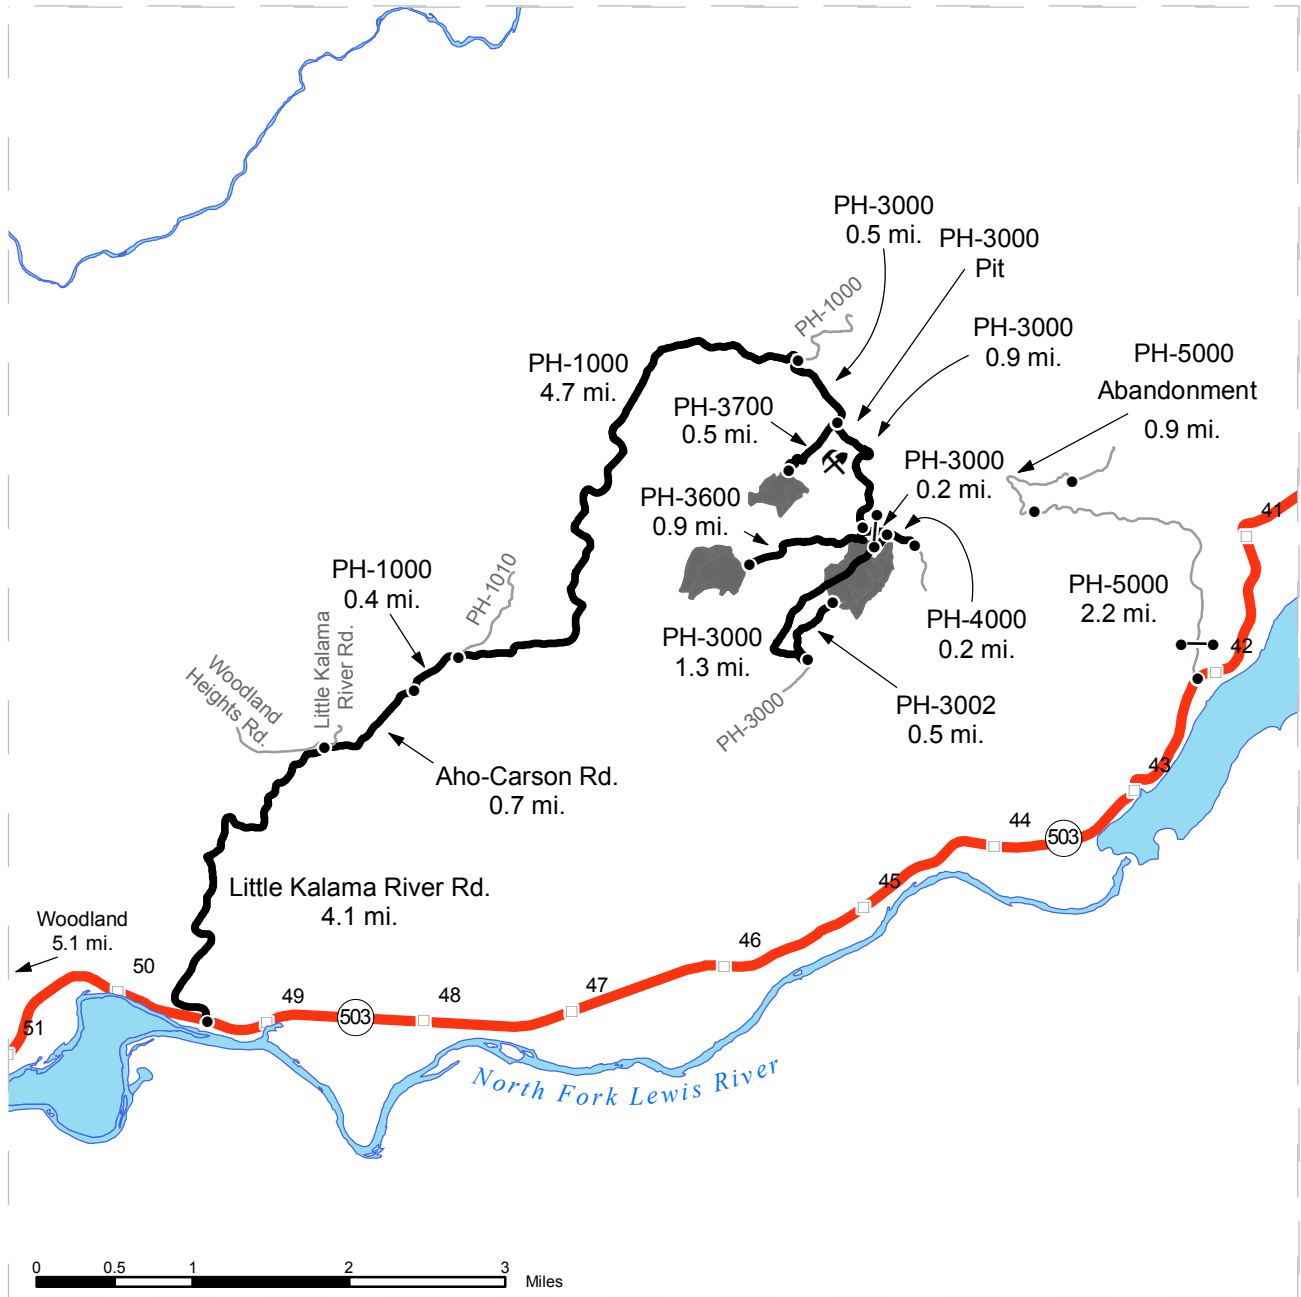 PH-3000
0.5 mi.
PH-3000
Pit
PH-1000
PH-3000
0.9 mi.
PH-5000
Abandonment
0.9 mi.
PH-1000
4.7 mi.
PH-3700
0.5 mi.
PH-3000
0.2 mi.
PH-3600
0.9 mi.
41
PH-1000
0.4 mi.
PH-1010
PH-5000
2.2 mi.
PH-4000
0.2 mi.
PH-3000
1.3 mi.
42
Little Kalama
River Rd.
Woodland
Heights Rd.
PH-3000
PH-3002
0.5 mi.
Aho-Carson Rd.
0.7 mi.
43
44
503
45
Little Kalama River Rd.
4.1 mi.
Woodland
5.1 mi.
46
50
47
49
48
503
51
North Fork Lewis River
0 0.5 1 2 3
Miles